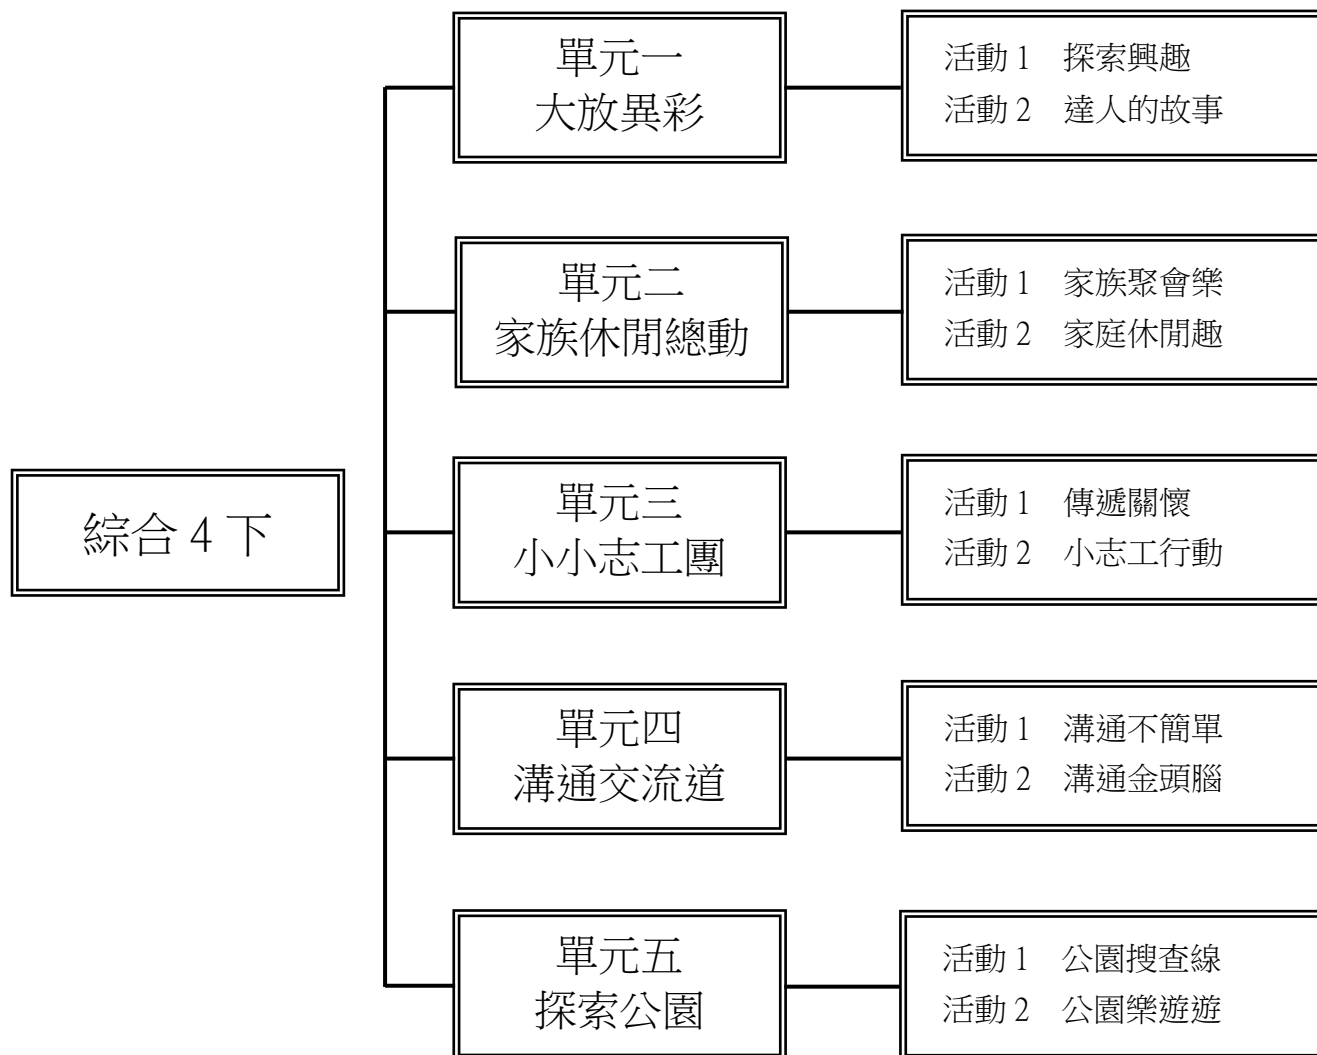 綜合 4 下
單元一
大放異彩
活動 1　探索興趣
活動 2　達人的故事
單元二
家族休閒總動
活動 1　家族聚會樂
活動 2　家庭休閒趣
單元三
小小志工團
活動 1　傳遞關懷
活動 2　小志工行動
單元四
溝通交流道
活動 1　溝通不簡單
活動 2　溝通金頭腦
單元五
探索公園
活動 1　公園搜查線
活動 2　公園樂遊遊